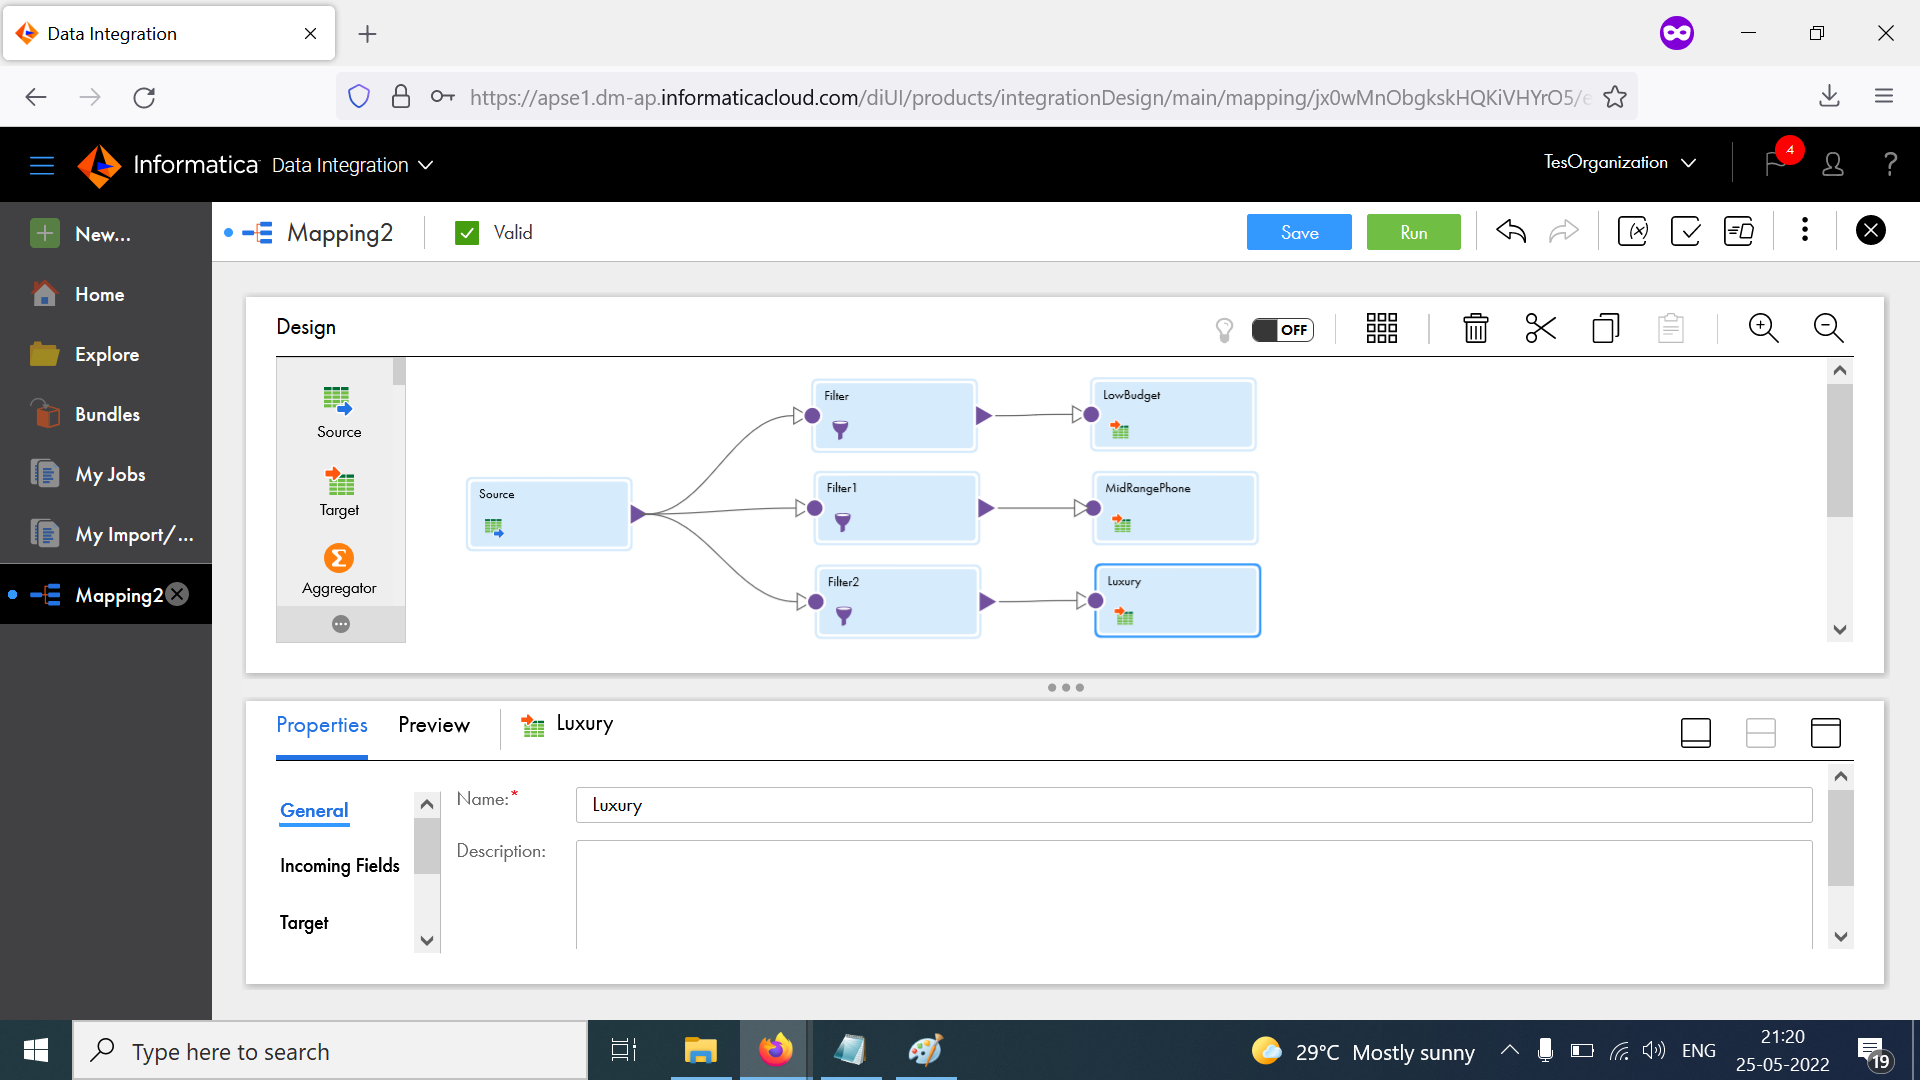 Data Integration
https://apse1.dm-ap.informaticacloud.com/diUI/products/integrationDesign/main/mapping/jx0wMnObgkskHQKiVHYrO5/e
Informatica Data Integration
TesOrganization
4
?
New...
Home
Explore
Bundles
My Jobs
My Import/...
Mapping2
Mapping2
Valid
Save
Run
Design
OFF
Source
Target
Aggregator
Source
Filter
LowBudget
Filter1
MidRangePhone
Filter2
Luxury
Properties
Preview
Luxury
General
Incoming Fields
Target
Name:*
Luxury
Description:
Type here to search
29°C Mostly sunny
ENG
21:20
25-05-2022
19